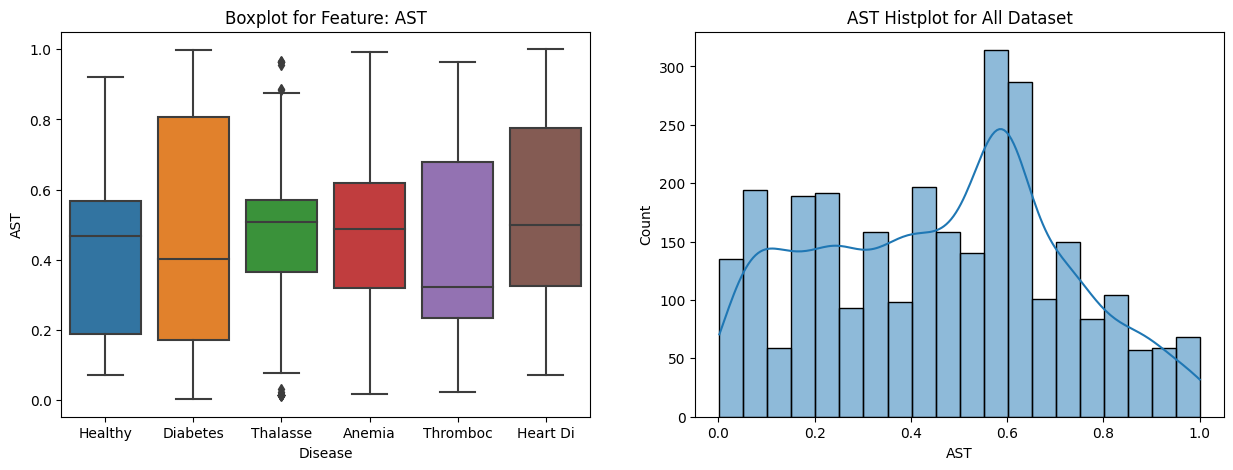 Boxplot for Feature: AST
1.0
0.8
0.6
0.4
0.2
0.0
AST
Healthy Diabetes Thalasse Anemia Thromboc Heart Di
Disease
AST Histplot for All Dataset
300
250
200
150
100
50
0
Count
0.0 0.2 0.4 0.6 0.8 1.0
AST